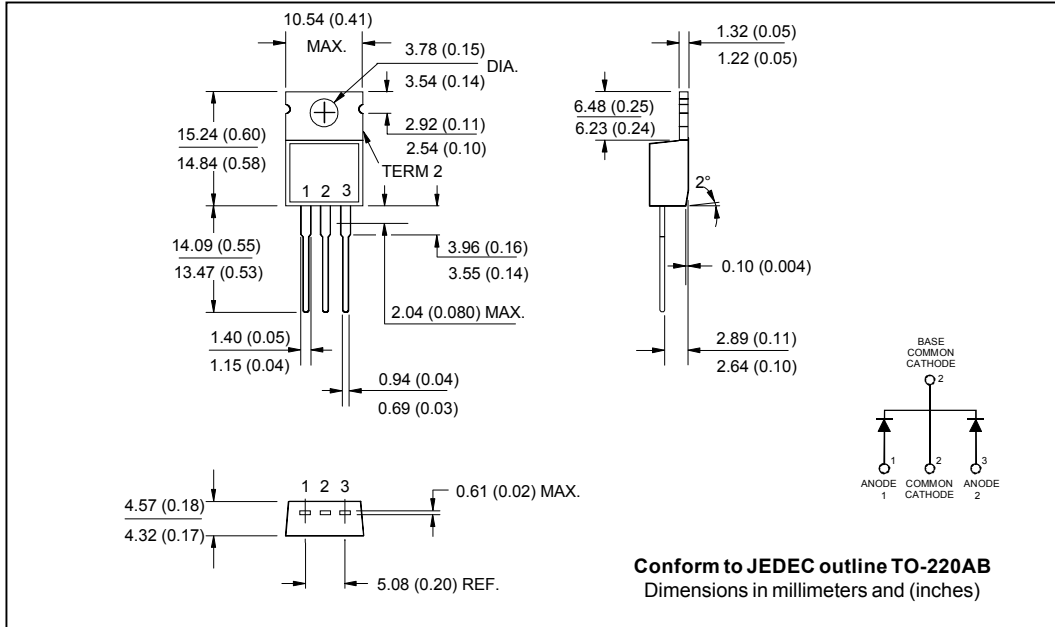 10.54 (0.41)
MAX.
3.78 (0.15)
3.54 (0.14)
DIA.
2.92 (0.11)
2.54 (0.10)
TERM 2
15.24 (0.60)
14.84 (0.58)
1 2 3
14.09 (0.55)
13.47 (0.53)
3.96 (0.16)
3.55 (0.14)
2.04 (0.080) MAX.
1.40 (0.05)
1.15 (0.04)
0.94 (0.04)
0.69 (0.03)
1.32 (0.05)
1.22 (0.05)
6.48 (0.25)
6.23 (0.24)
2°
0.10 (0.004)
2.89 (0.11)
2.64 (0.10)
BASE
COMMON
CATHODE
2
1 2 3
ANODE
1
COMMON
CATHODE
ANODE
2
1 2 3
4.57 (0.18)
4.32 (0.17)
0.61 (0.02) MAX.
5.08 (0.20) REF.
Conform to JEDEC outline TO-220AB
Dimensions in millimeters and (inches)